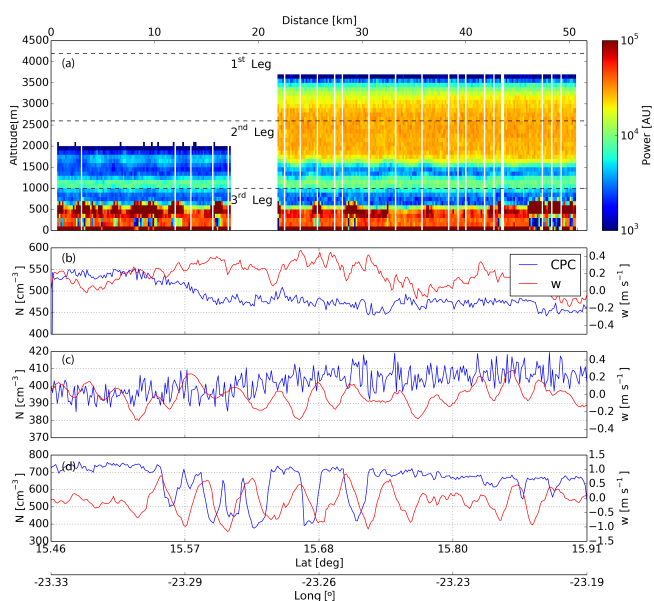 Distance [km]
0 10 20 30 40 50
4500
4000
3500
3000
2500
2000
1500
1000
500
0
Altitude[m]
(a)
1st Leg
2nd Leg
3rd Leg
10^5
10^4
10^3
Power [AU]
600
550
500
450
400
N [cm−3]
(b)
CPC
w
0.4
0.2
0.0
−0.2
−0.4
w [m s−1]
420
410
400
390
380
370
N [cm−3]
(c)
0.4
0.2
0.0
−0.2
−0.4
w [m s−1]
800
700
600
500
400
300
N [cm−3]
(d)
1.5
1.0
0.5
0.0
−0.5
−1.0
−1.5
w [m s−1]
15.46 15.57 15.68 15.80 15.91
Lat [deg]
-23.33 -23.29 -23.26 -23.23 -23.19
Long [º]